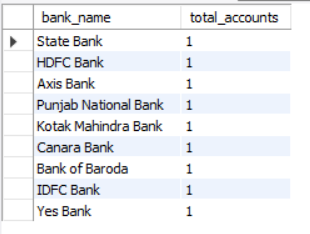 bank_name total_accounts
State Bank 1
HDFC Bank 1
Axis Bank 1
Punjab National Bank 1
Kotak Mahindra Bank 1
Canara Bank 1
Bank of Baroda 1
IDFC Bank 1
Yes Bank 1